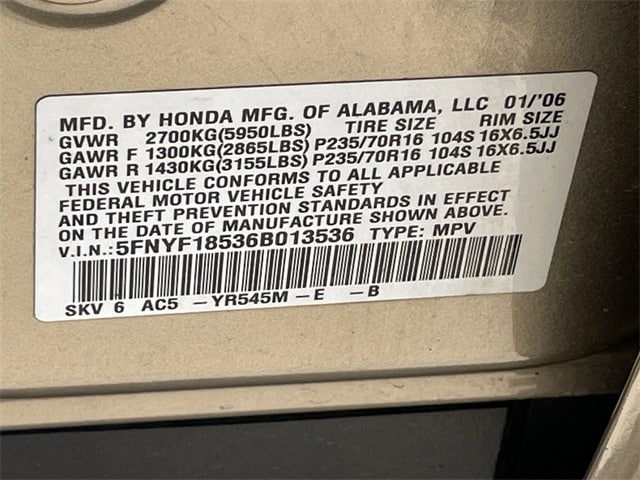 MFD. BY HONDA MFG. OF ALABAMA, LLC 01/'06
GVWR 2700KG(5950LBS) TIRE SIZE RIM SIZE
GAWR F 1300KG(2865LBS) P235/70R16 104S 16X6.5JJ
GAWR R 1430KG(3155LBS) P235/70R16 104S 16X6.5JJ
THIS VEHICLE CONFORMS TO ALL APPLICABLE
FEDERAL MOTOR VEHICLE SAFETY
AND THEFT PREVENTION STANDARDS IN EFFECT
ON THE DATE OF MANUFACTURE SHOWN ABOVE.
V.I.N.:5FNYF18536B013536 TYPE: MPV
SKV 6 AC5 -YR545M-E -B